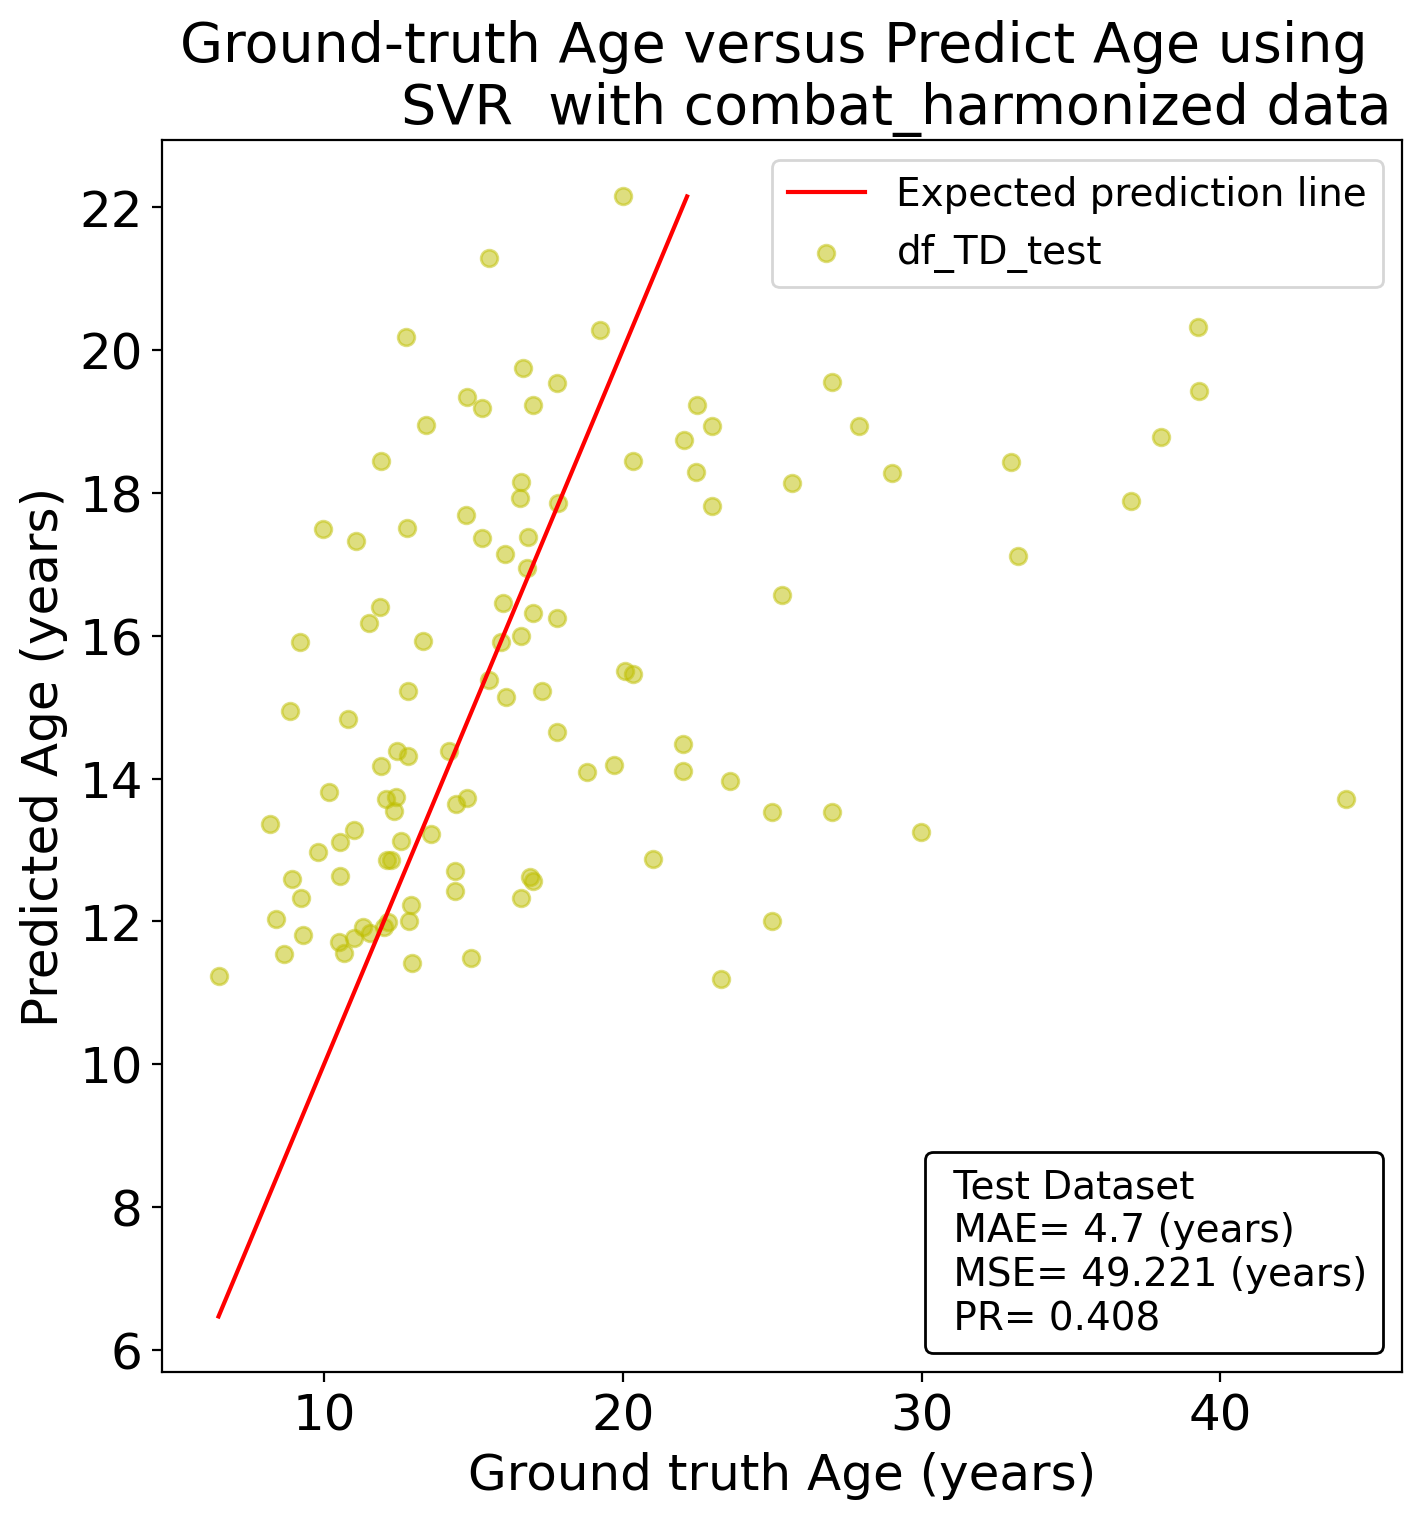 Ground-truth Age versus Predict Age using
SVR  with combat_harmonized data
Expected prediction line
df_TD_test
22
20
18
16
14
12
10
8
6
Predicted Age (years)
Test Dataset
MAE= 4.7 (years)
MSE= 49.221 (years)
PR= 0.408
10 20 30 40
Ground truth Age (years)